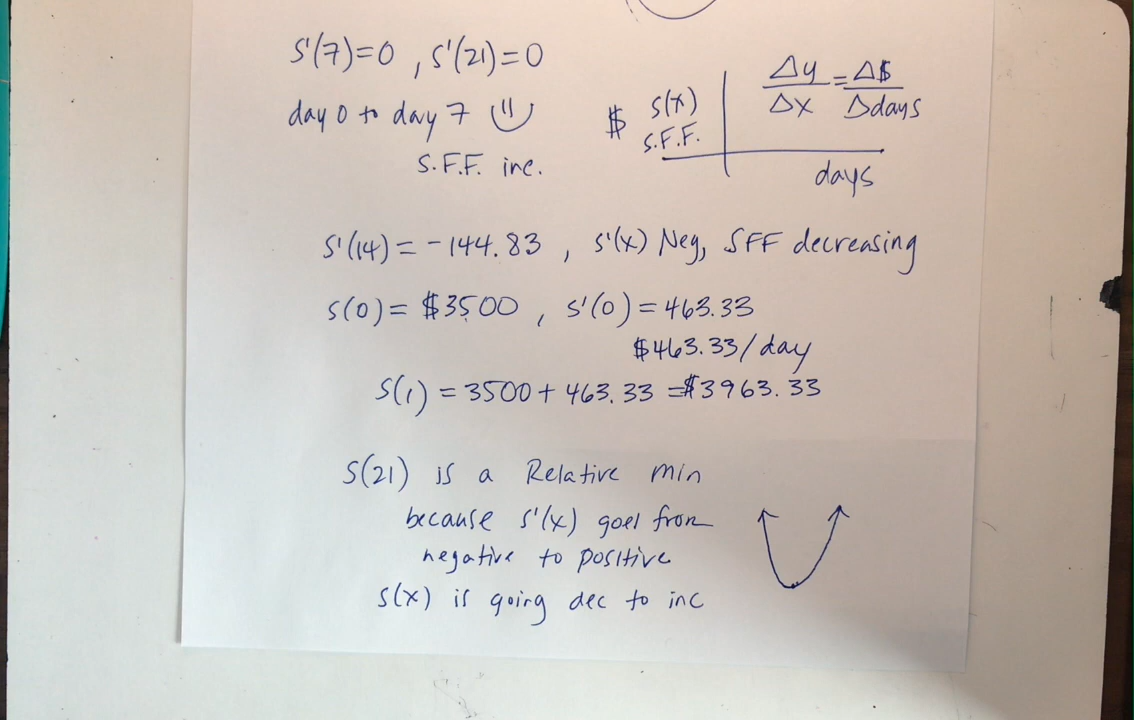 S'(7)=0 , S'(21)=0
day 0 to day 7
S.F.F. inc.
$ S(x)
S.F.F.
Δy/Δx = Δ$/Δdays
days
S'(14) = -144.83 , S'(x) Neg, SFF decreasing
S(0) = $3500 , S'(0) = 463.33
$463.33/day
S(1) = 3500 + 463.33 = $3963.33
S(21) is a Relative min
because S'(x) goes from
negative to positive
S(x) is going dec to inc